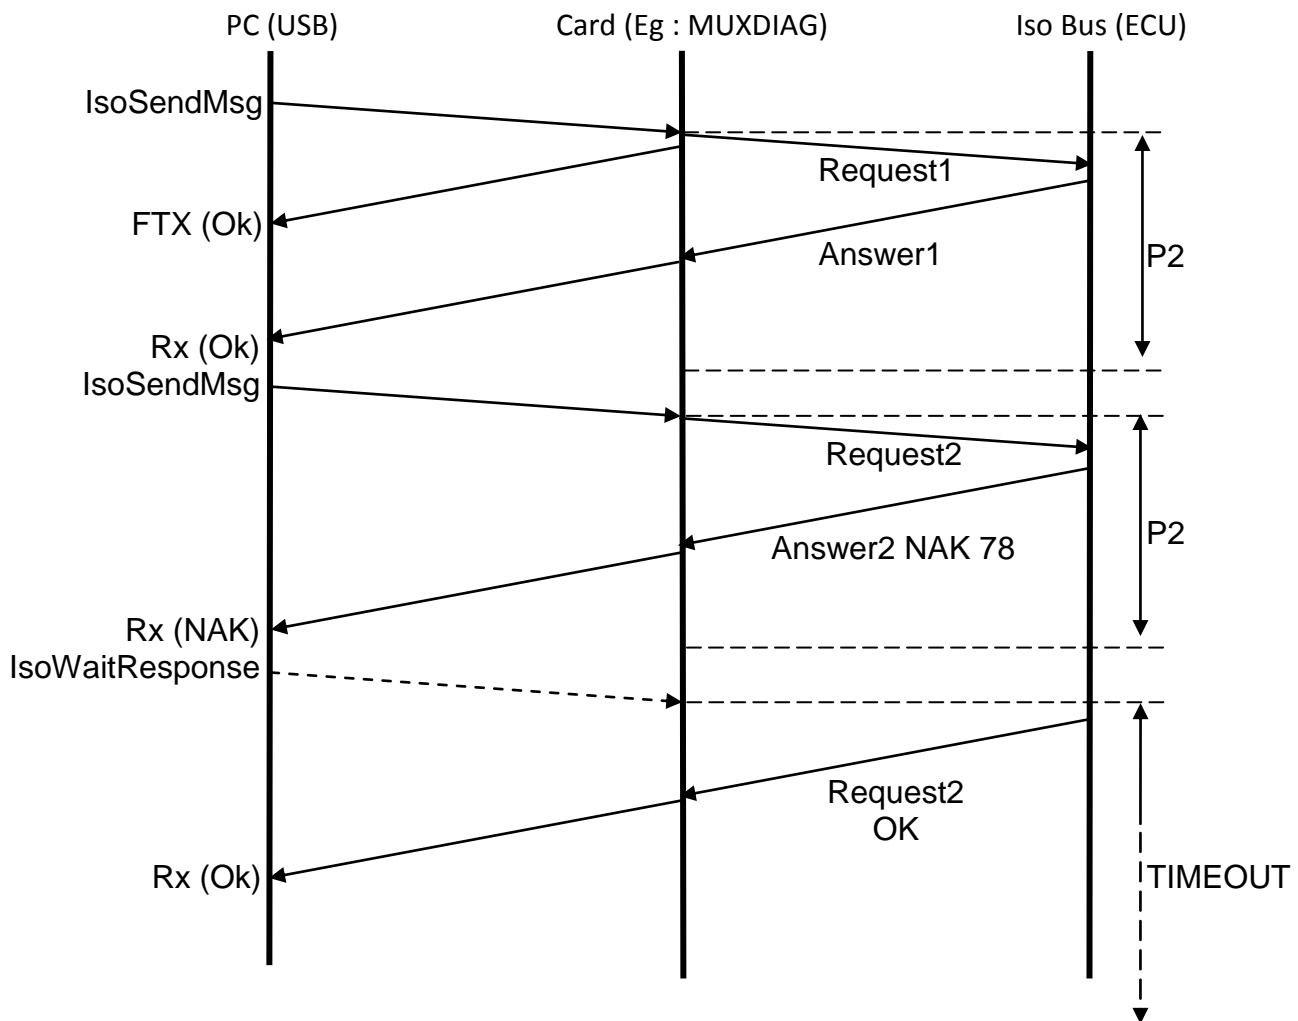 PC (USB)
Card (Eg : MUXDIAG)
Iso Bus (ECU)
IsoSendMsg
Request1
FTX (Ok)
Answer1
P2
Rx (Ok)
IsoSendMsg
Request2
Answer2 NAK 78
P2
Rx (NAK)
IsoWaitResponse
Request2
OK
Rx (Ok)
TIMEOUT